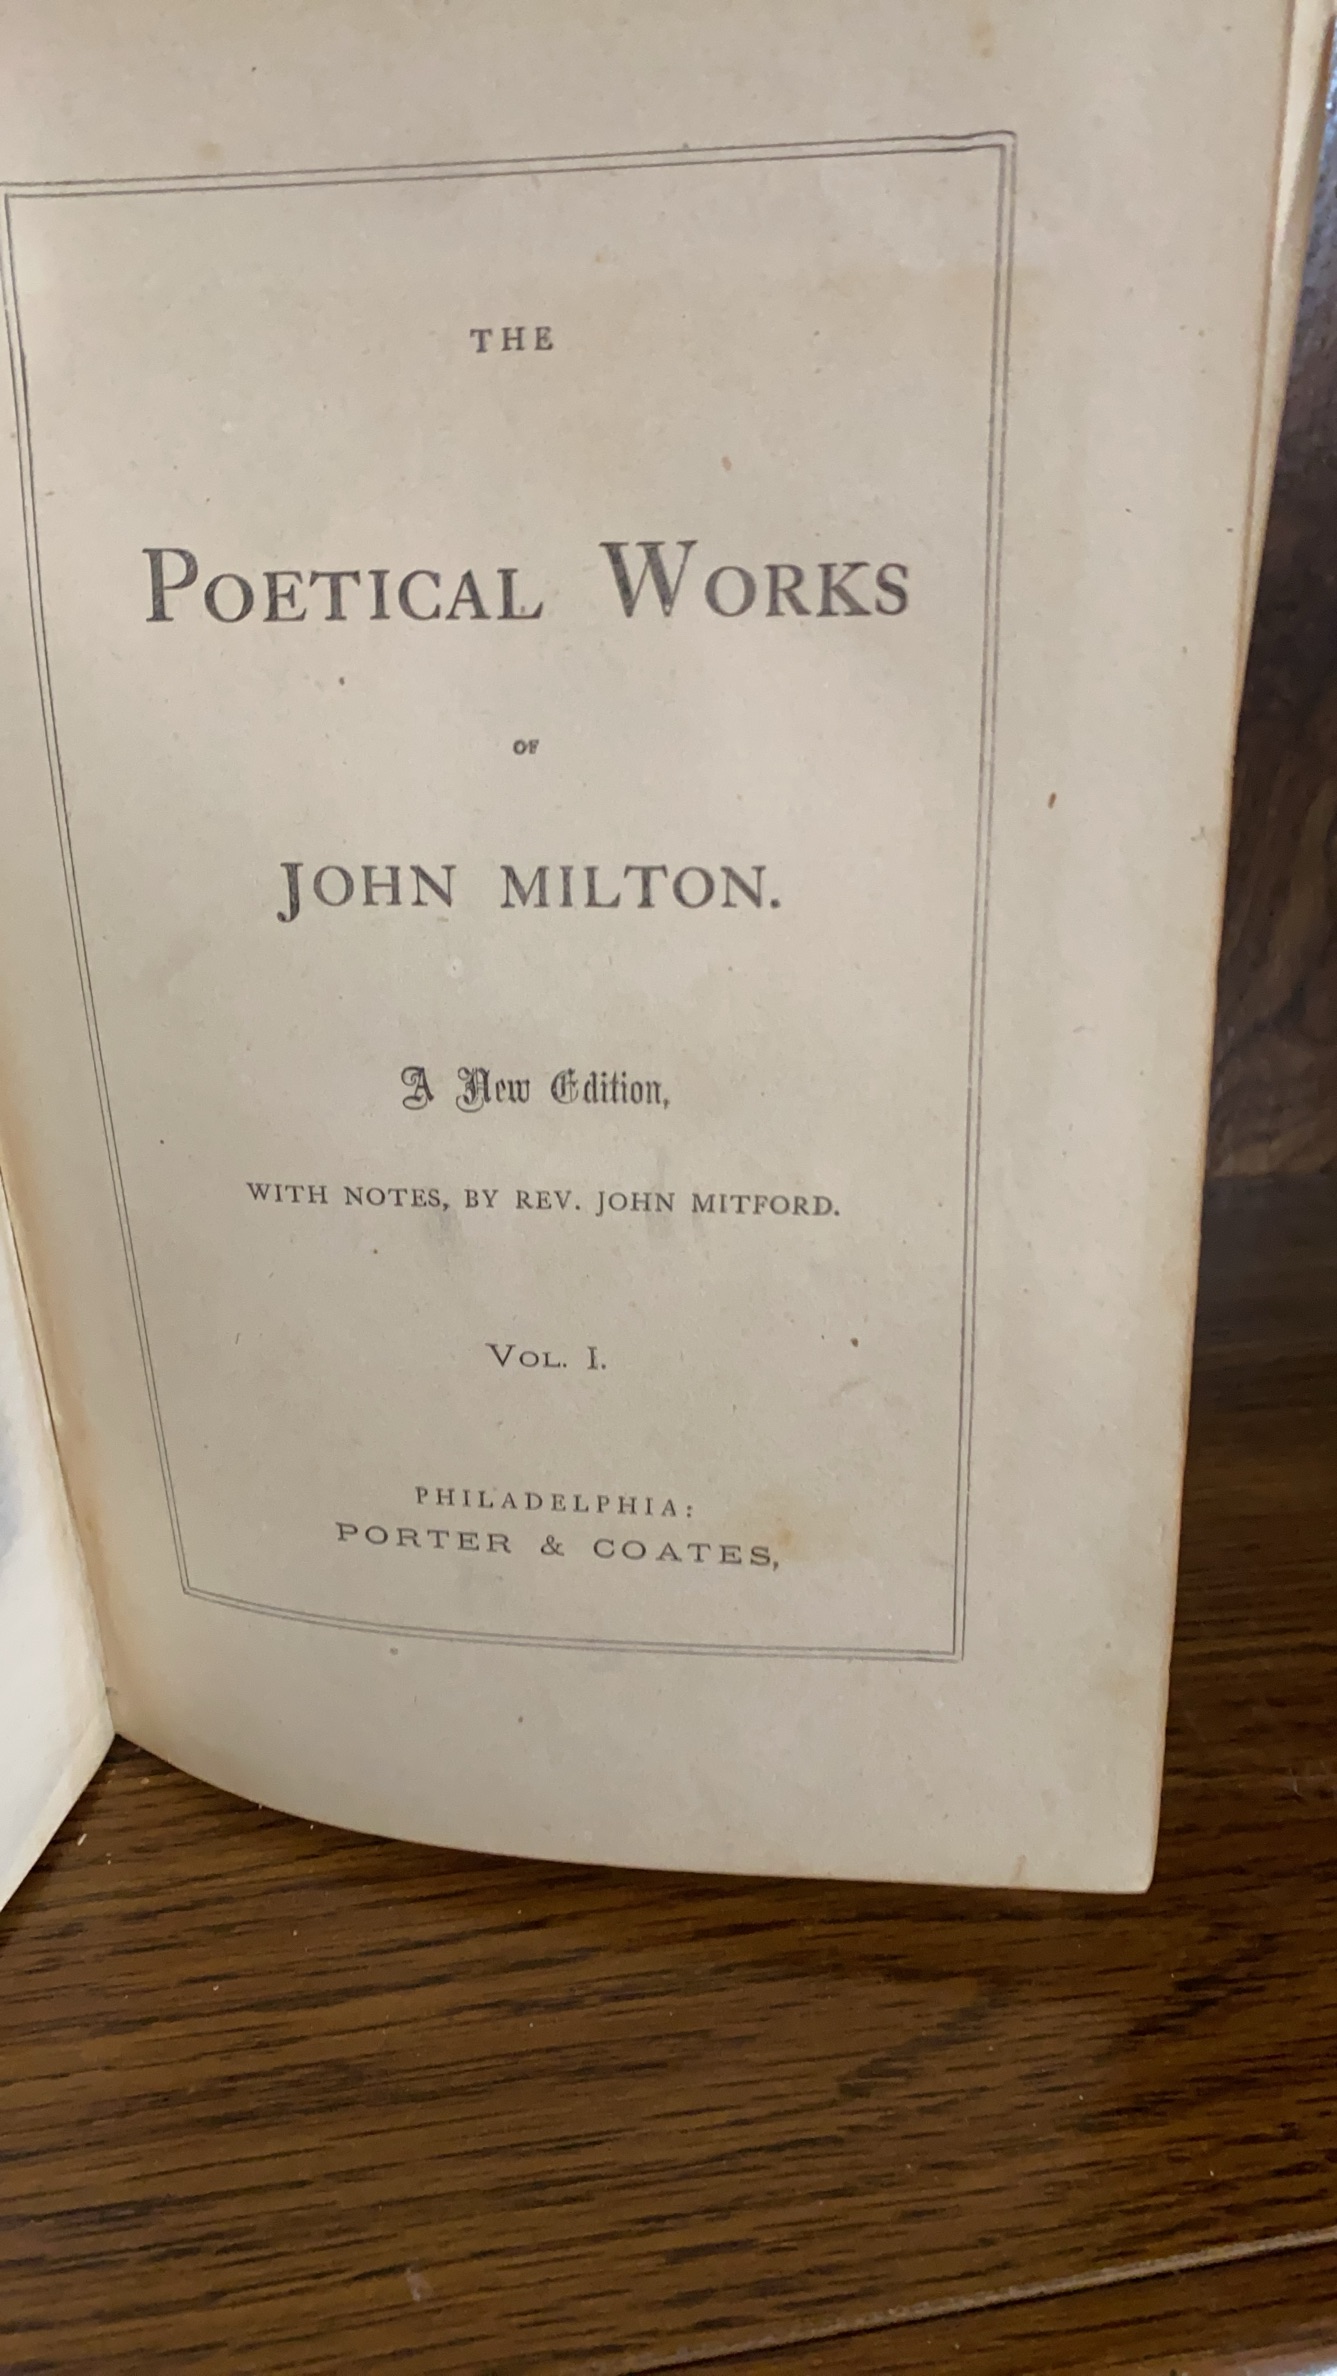 THE
POETICAL WORKS
OF
JOHN MILTON.
A New Edition,
WITH NOTES, BY REV. JOHN MITFORD.
VOL. I.
PHILADELPHIA:
PORTER & COATES,